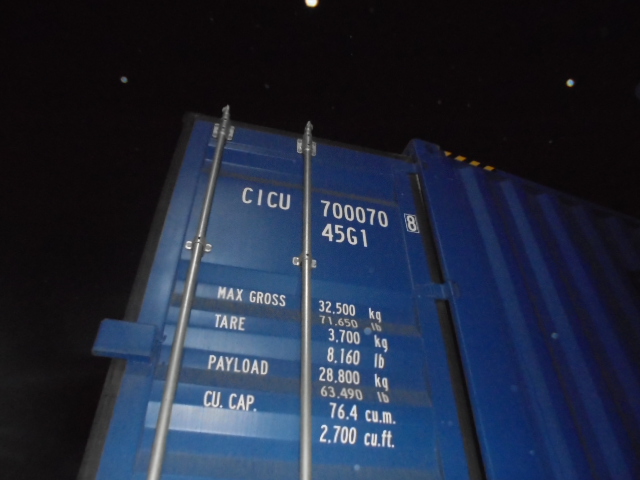 CICU 700070 8
45G1
MAX GROSS 32.500 kg
71.650 lb
TARE 3.700 kg
8.160 lb
PAYLOAD 28.800 kg
63.490 lb
CU. CAP. 76.4 cu.m.
2.700 cu.ft.